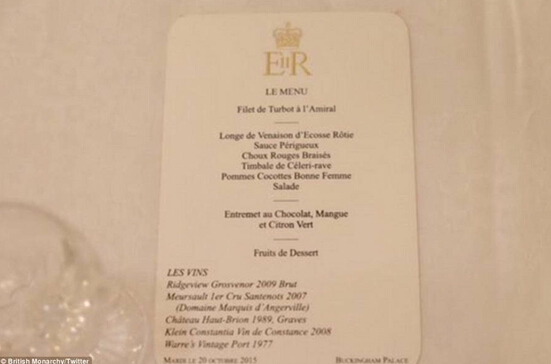 EIIR
LE MENU
Filet de Turbot à l'Amiral
Longe de Venaison d'Ecosse Rôtie
Sauce Périgueux
Choux Rouges Braisés
Timbale de Céleri-rave
Pommes Cocottes Bonne Femme
Salade
Entremet au Chocolat, Mangue
et Citron Vert
Fruits de Dessert
LES VINS
Ridgeview Grosvenor 2009 Brut
Meursault 1er Cru Santenots 2007
(Domaine Marquis d'Angerville)
Château Haut-Brion 1989, Graves
Klein Constantia Vin de Constance 2008
Warre's Vintage Port 1977
MARDI LE 20 OCTOBRE 2015 BUCKINGHAM PALACE
© British Monarchy/Twitter